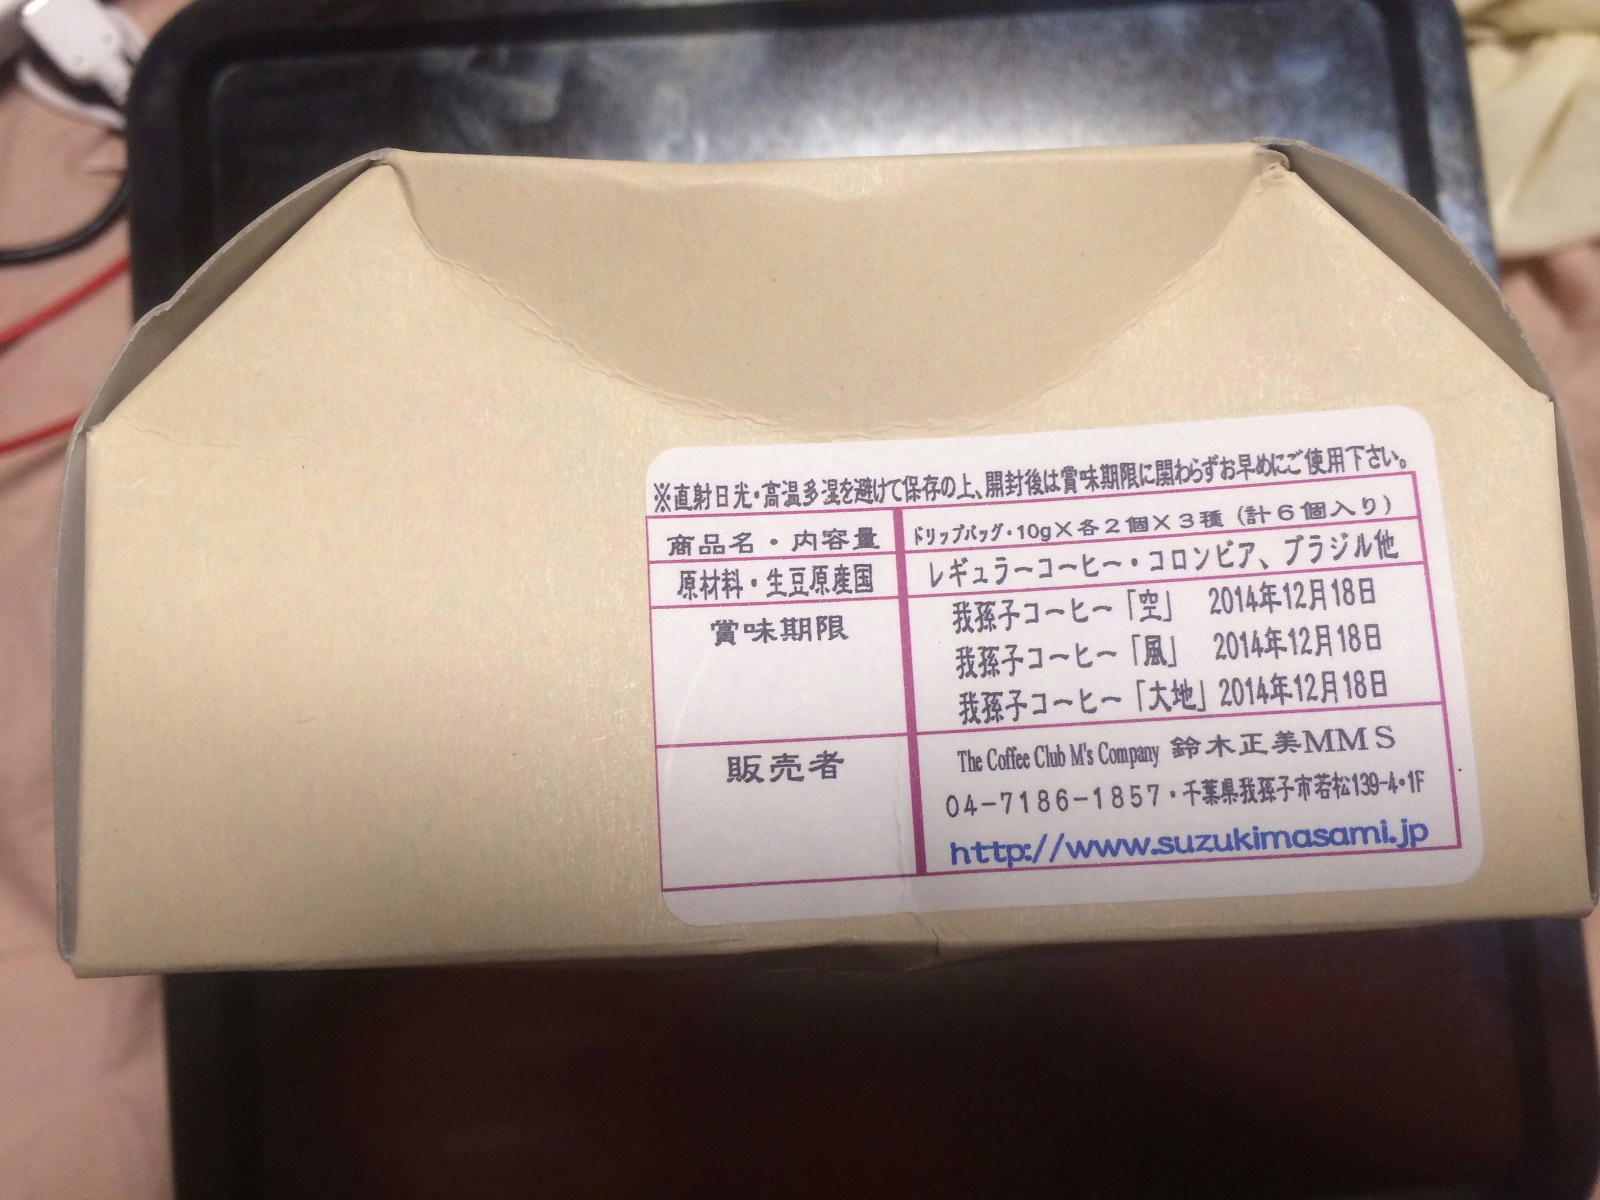 ※直射日光・高温多湿を避けて保存の上、開封後は賞味期限に関わらずお早めにご使用下さい。
商品名・内容量 ドリップバッグ・10g×各2個×3種（計6個入り）
原材料・生豆原産国 レギュラーコーヒー・コロンビア、ブラジル他
賞味期限 我孫子コーヒー「空」 2014年12月18日
我孫子コーヒー「風」 2014年12月18日
我孫子コーヒー「大地」2014年12月18日
販売者 The Coffee Club M's Company 鈴木正美MMS
04-7186-1857・千葉県我孫子市若松139-4・1F
http://www.suzukimasami.jp